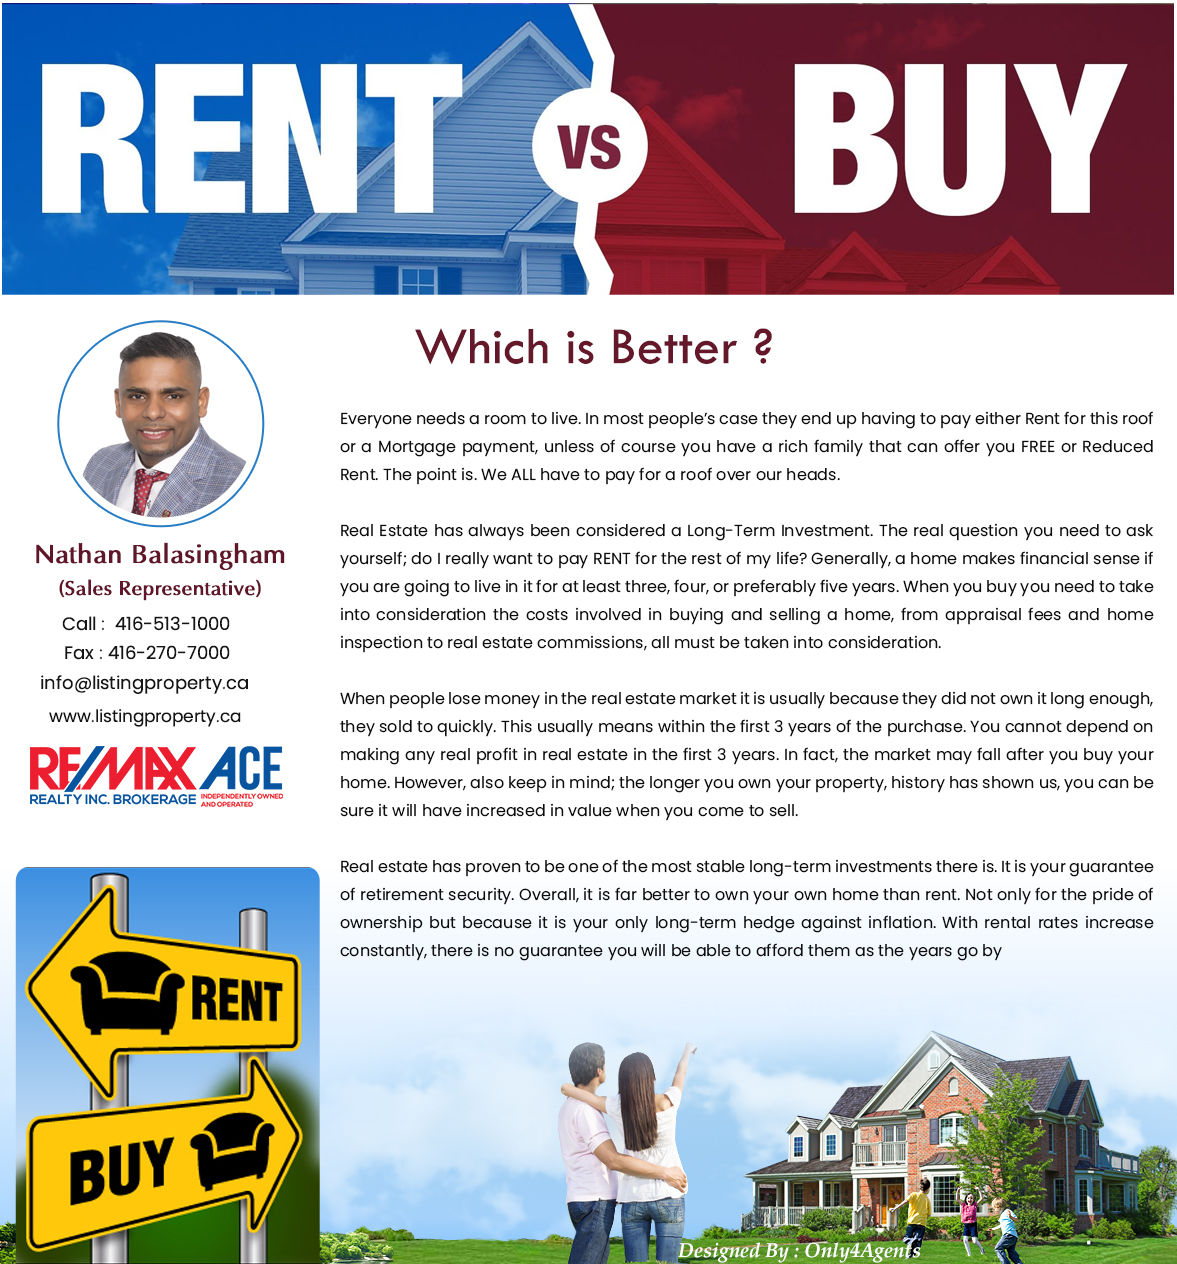 RENT VS BUY
Which is Better ?
Nathan Balasingham
(Sales Representative)
Call : 416-513-1000
Fax : 416-270-7000
info@listingproperty.ca
www.listingproperty.ca
RE/MAX ACE
REALTY INC. BROKERAGE INDEPENDENTLY OWNED
AND OPERATED
Everyone needs a room to live. In most people’s case they end up having to pay either Rent for this roof
or a Mortgage payment, unless of course you have a rich family that can offer you FREE or Reduced
Rent. The point is. We ALL have to pay for a roof over our heads.
Real Estate has always been considered a Long-Term Investment. The real question you need to ask
yourself; do I really want to pay RENT for the rest of my life? Generally, a home makes financial sense if
you are going to live in it for at least three, four, or preferably five years. When you buy you need to take
into consideration the costs involved in buying and selling a home, from appraisal fees and home
inspection to real estate commissions, all must be taken into consideration.
When people lose money in the real estate market it is usually because they did not own it long enough,
they sold to quickly. This usually means within the first 3 years of the purchase. You cannot depend on
making any real profit in real estate in the first 3 years. In fact, the market may fall after you buy your
home. However, also keep in mind; the longer you own your property, history has shown us, you can be
sure it will have increased in value when you come to sell.
Real estate has proven to be one of the most stable long-term investments there is. It is your guarantee
of retirement security. Overall, it is far better to own your own home than rent. Not only for the pride of
ownership but because it is your only long-term hedge against inflation. With rental rates increase
constantly, there is no guarantee you will be able to afford them as the years go by
RENT
BUY
Designed By : Only4Agents